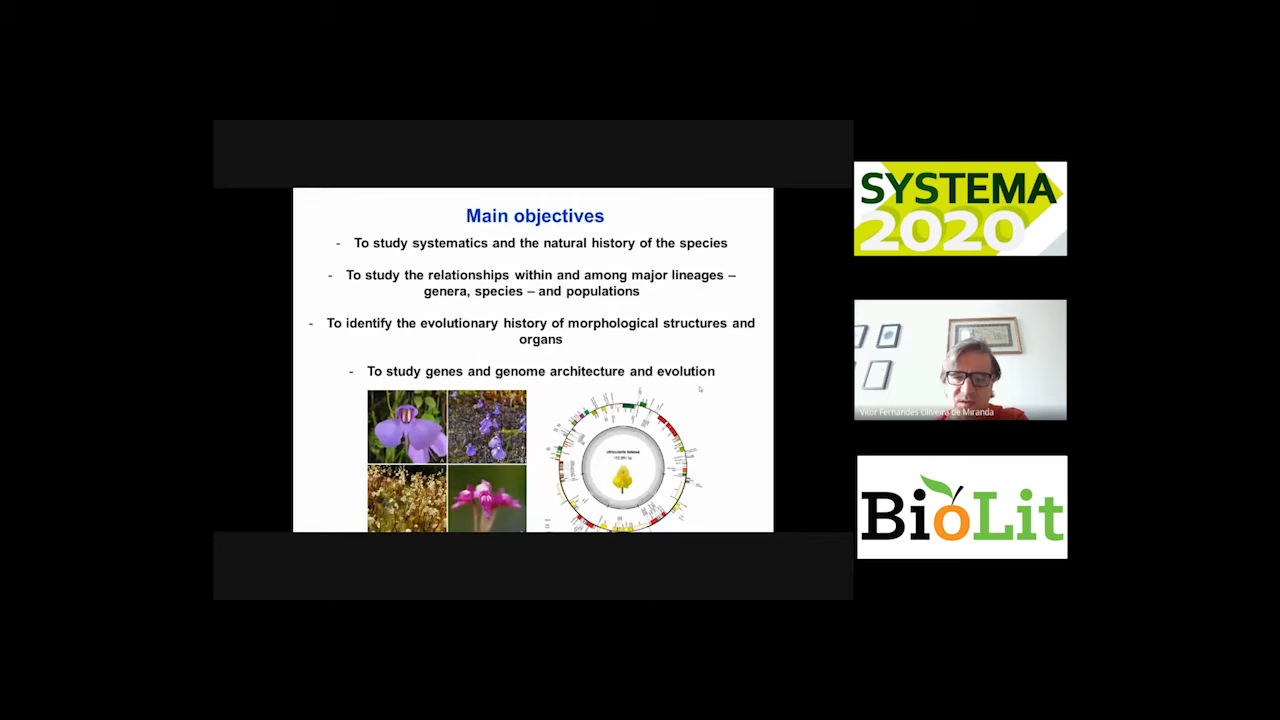 Main objectives
- To study systematics and the natural history of the species
- To study the relationships within and among major lineages –
genera, species – and populations
- To identify the evolutionary history of morphological structures and
organs
- To study genes and genome architecture and evolution
SYSTEMA
2020
Vitor Fernandes Oliveira de Miranda
BioLit